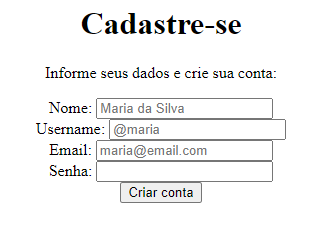 Cadastre-se
Informe seus dados e crie sua conta:
Nome: Maria da Silva
Username: @maria
Email: maria@email.com
Senha:
Criar conta